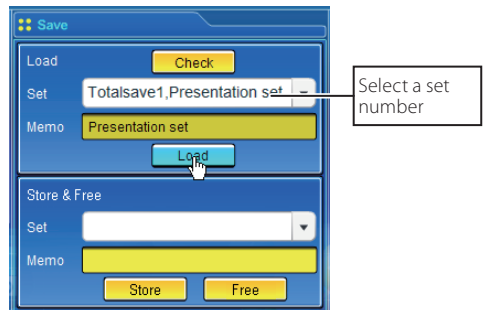 Save
Load Check
Set Totalsave1,Presentation set
Memo Presentation set
Load
Select a set
number
Store & Free
Set
Memo
Store Free